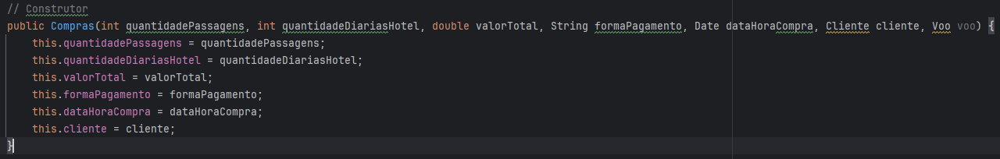 // Construtor
public Compras(int quantidadePassagens, int quantidadeDiariasHotel, double valorTotal, String formaPagamento, Date dataHoraCompra, Cliente cliente, Voo voo) {
    this.quantidadePassagens = quantidadePassagens;
    this.quantidadeDiariasHotel = quantidadeDiariasHotel;
    this.valorTotal = valorTotal;
    this.formaPagamento = formaPagamento;
    this.dataHoraCompra = dataHoraCompra;
    this.cliente = cliente;
}